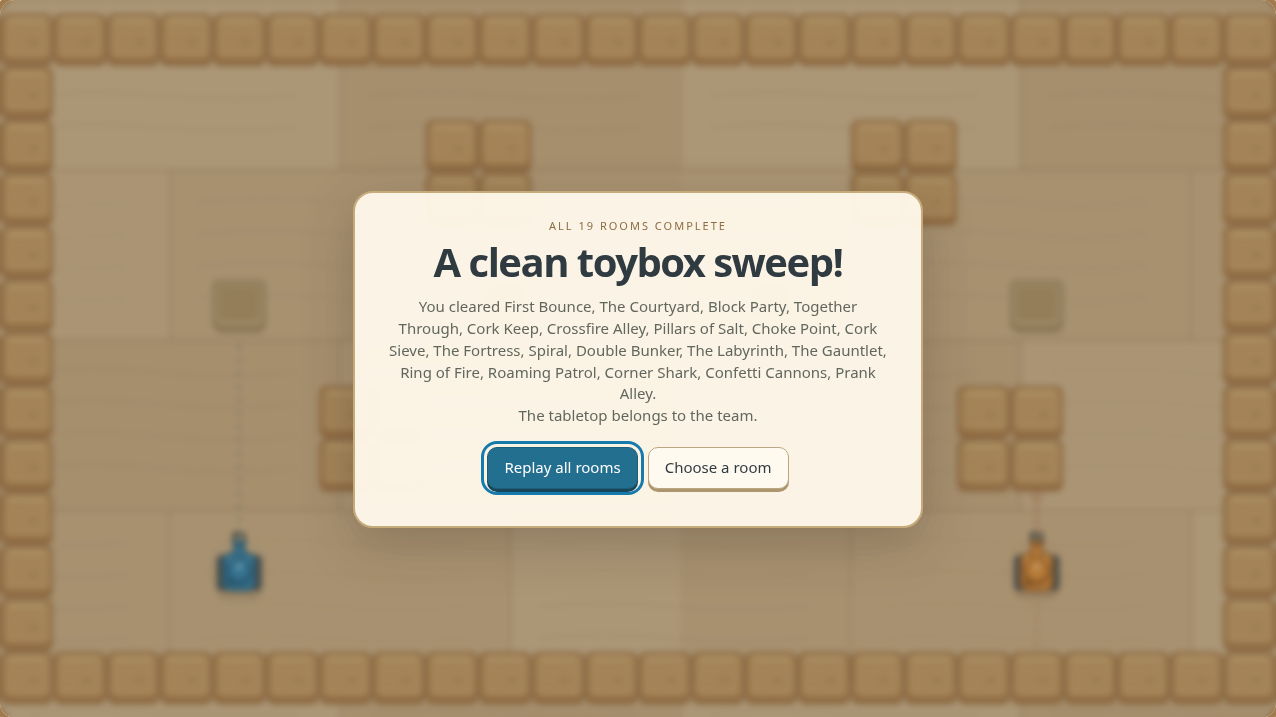 ALL 19 ROOMS COMPLETE
A clean toybox sweep!
You cleared First Bounce, The Courtyard, Block Party, Together
Through, Cork Keep, Crossfire Alley, Pillars of Salt, Choke Point, Cork
Sieve, The Fortress, Spiral, Double Bunker, The Labyrinth, The Gauntlet,
Ring of Fire, Roaming Patrol, Corner Shark, Confetti Cannons, Prank
Alley.
The tabletop belongs to the team.
Replay all rooms
Choose a room